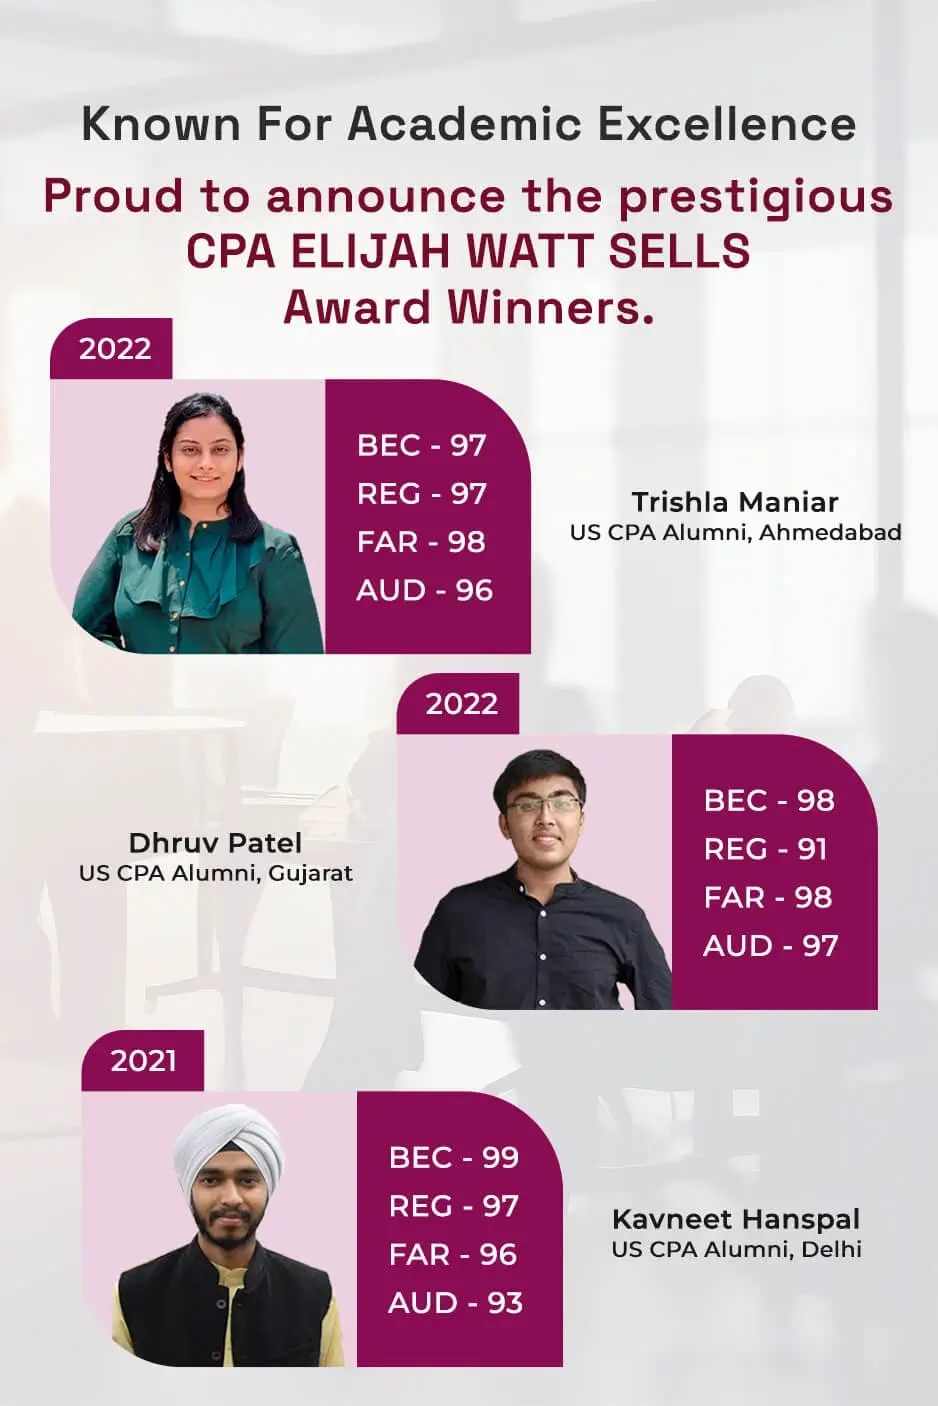 Known For Academic Excellence
Proud to announce the prestigious
CPA ELIJAH WATT SELLS
Award Winners.
2022
BEC - 97
REG - 97
FAR - 98
AUD - 96
Trishla Maniar
US CPA Alumni, Ahmedabad
2022
BEC - 98
REG - 91
FAR - 98
AUD - 97
Dhruv Patel
US CPA Alumni, Gujarat
2021
BEC - 99
REG - 97
FAR - 96
AUD - 93
Kavneet Hanspal
US CPA Alumni, Delhi